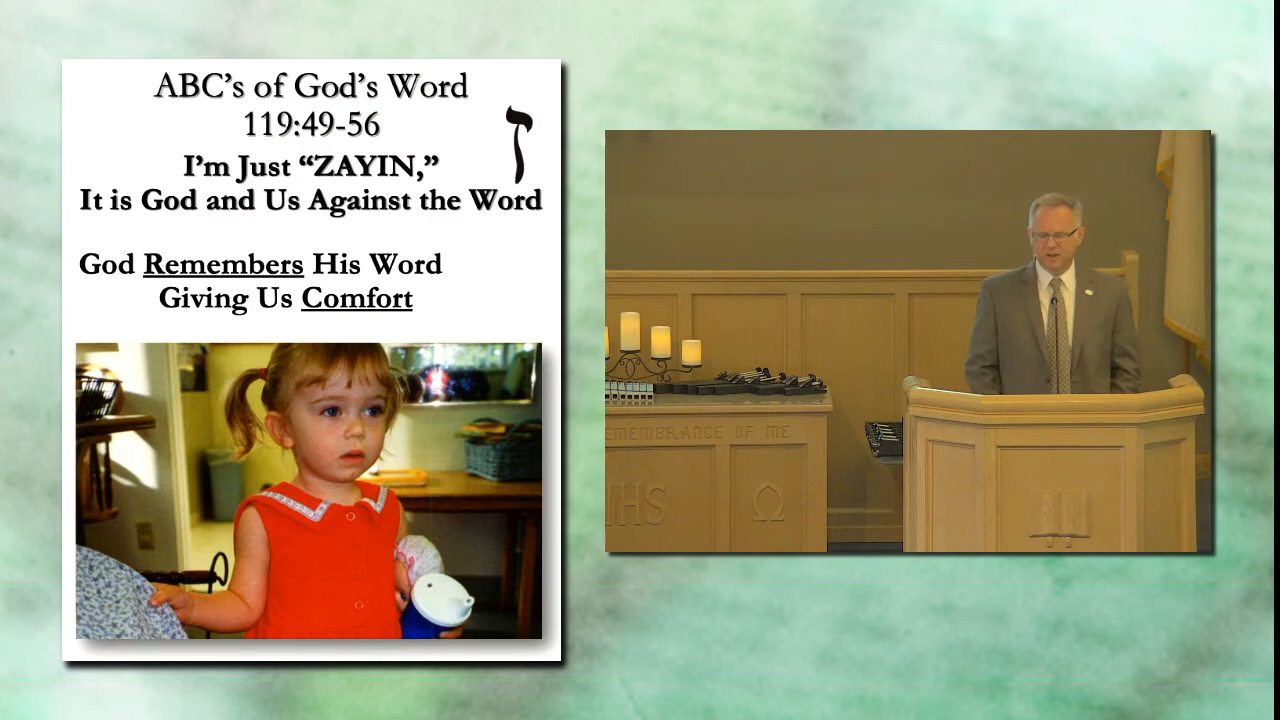 ABC’s of God’s Word
119:49-56
ז
I’m Just “ZAYIN,”
It is God and Us Against the Word
God Remembers His Word
Giving Us Comfort
EMEMBRANCE OF ME
IHS